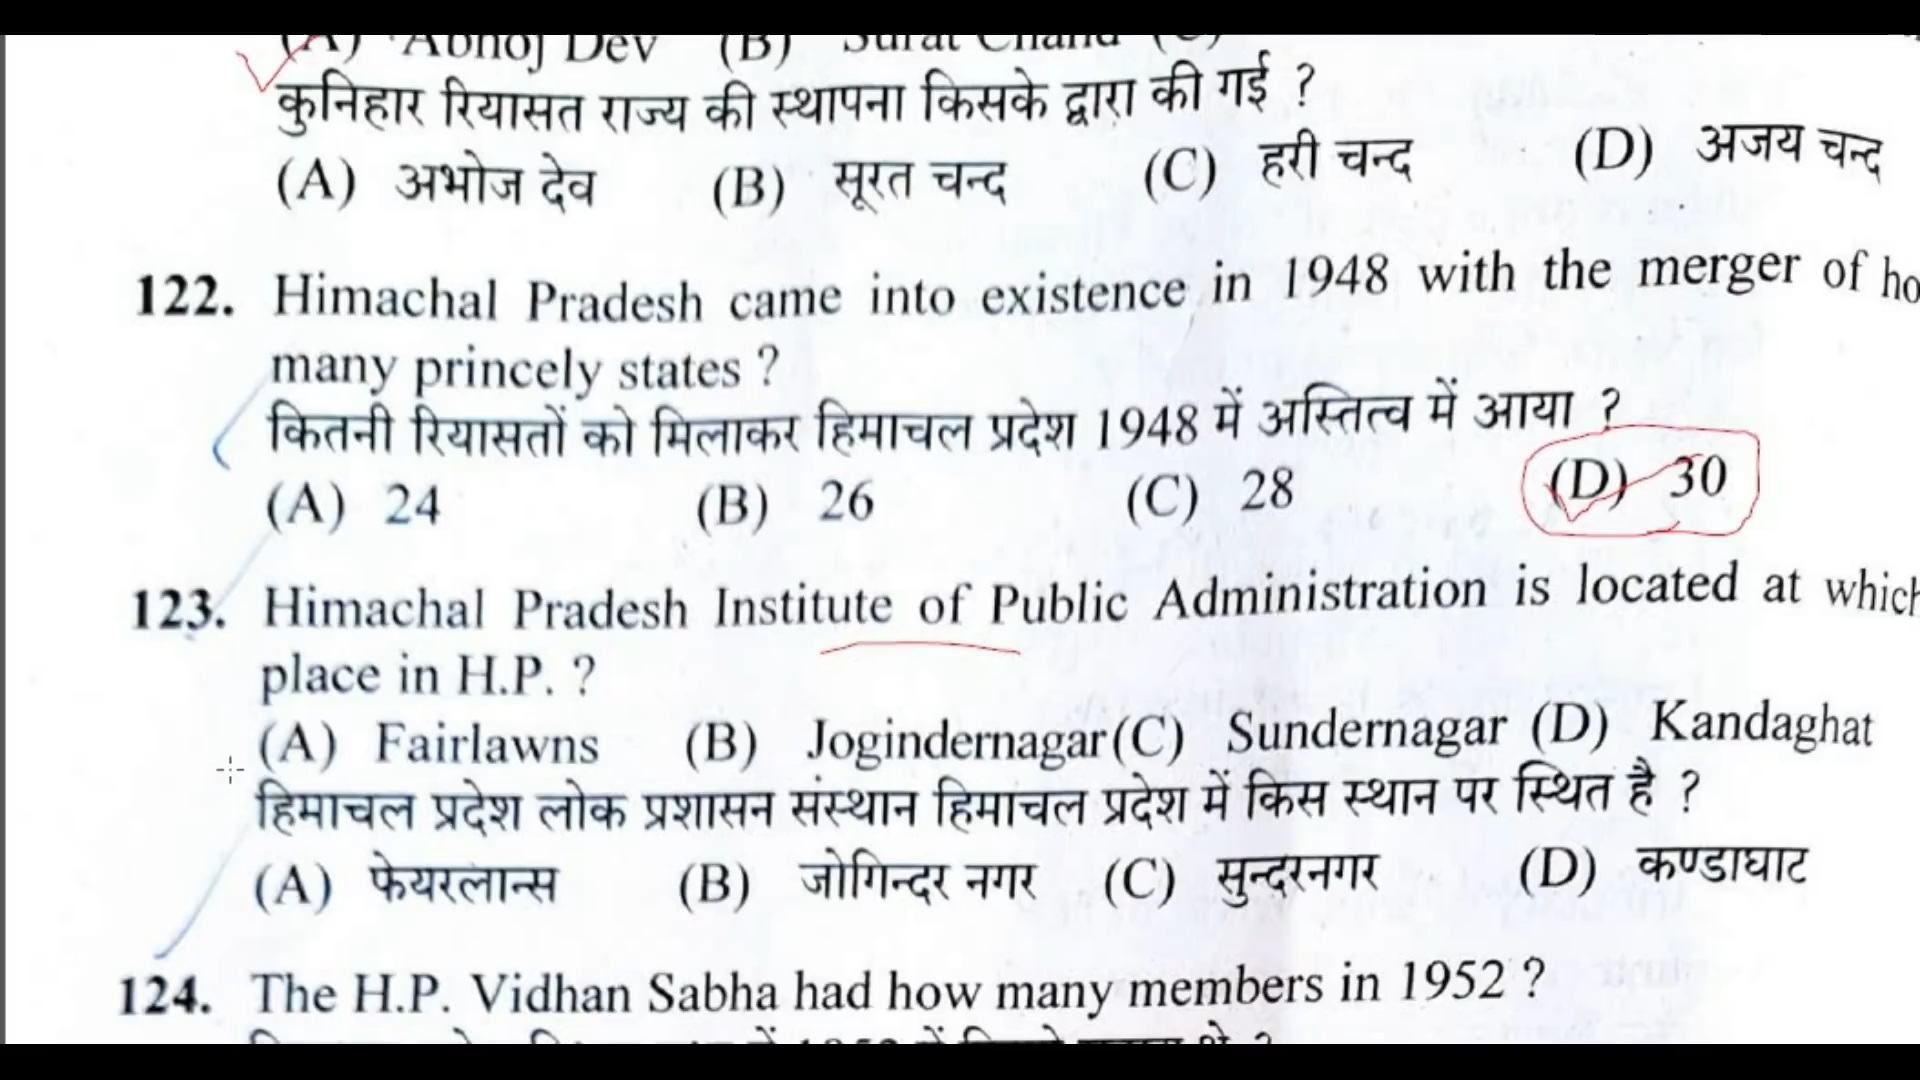 (A) Abhoj Dev (B) Surat Chand (C)
कुनिहार रियासत राज्य की स्थापना किसके द्वारा की गई ?
(A) अभोज देव (B) सूरत चन्द (C) हरी चन्द (D) अजय चन्द
122. Himachal Pradesh came into existence in 1948 with the merger of ho
many princely states ?
कितनी रियासतों को मिलाकर हिमाचल प्रदेश 1948 में अस्तित्व में आया ?
(A) 24 (B) 26 (C) 28 (D) 30
123. Himachal Pradesh Institute of Public Administration is located at which
place in H.P. ?
(A) Fairlawns (B) Jogindernagar (C) Sundernagar (D) Kandaghat
हिमाचल प्रदेश लोक प्रशासन संस्थान हिमाचल प्रदेश में किस स्थान पर स्थित है ?
(A) फेयरलान्स (B) जोगिन्दर नगर (C) सुन्दरनगर (D) कण्डाघाट
124. The H.P. Vidhan Sabha had how many members in 1952 ?